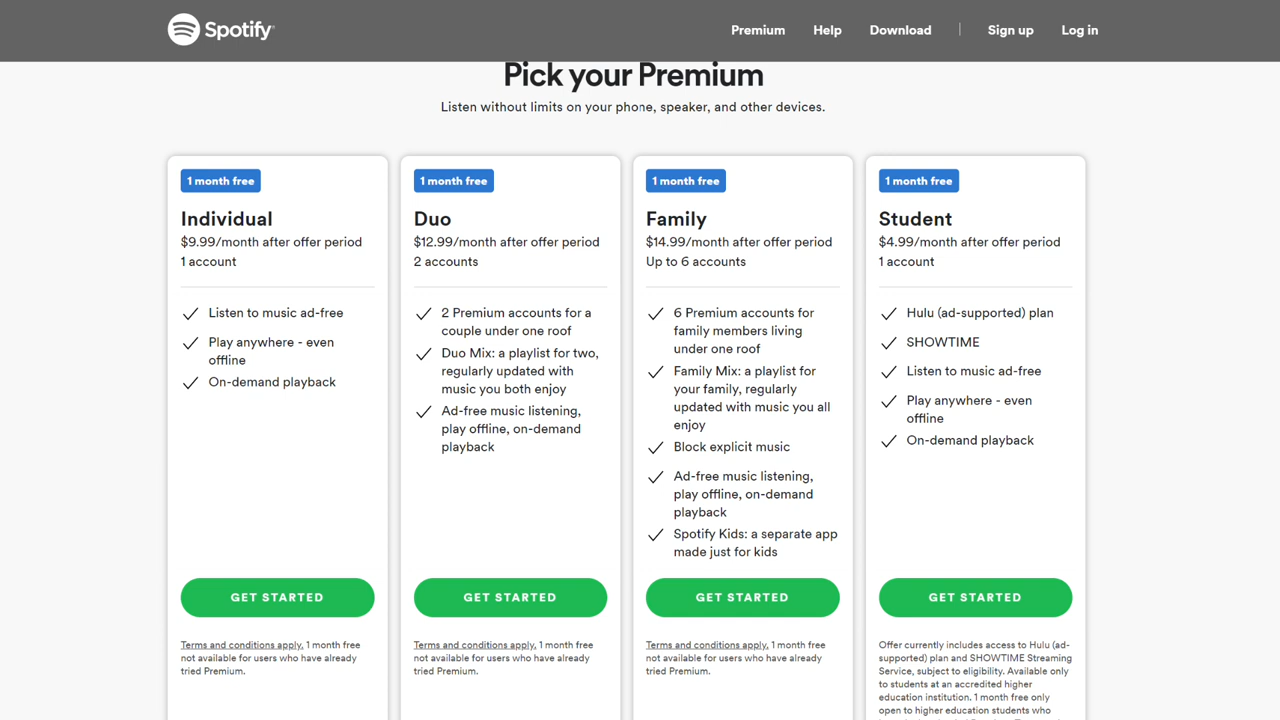 Spotify®
Premium
Help
Download
Sign up
Log in
Pick your Premium
Listen without limits on your phone, speaker, and other devices.
1 month free
Individual
$9.99/month after offer period
1 account
Listen to music ad-free
Play anywhere - even
offline
On-demand playback
GET STARTED
Terms and conditions apply. 1 month free
not available for users who have already
tried Premium.
1 month free
Duo
$12.99/month after offer period
2 accounts
2 Premium accounts for a
couple under one roof
Duo Mix: a playlist for two,
regularly updated with
music you both enjoy
Ad-free music listening,
play offline, on-demand
playback
GET STARTED
Terms and conditions apply. 1 month free
not available for users who have already
tried Premium.
1 month free
Family
$14.99/month after offer period
Up to 6 accounts
6 Premium accounts for
family members living
under one roof
Family Mix: a playlist for
your family, regularly
updated with music you all
enjoy
Block explicit music
Ad-free music listening,
play offline, on-demand
playback
Spotify Kids: a separate app
made just for kids
GET STARTED
Terms and conditions apply. 1 month free
not available for users who have already
tried Premium.
1 month free
Student
$4.99/month after offer period
1 account
Hulu (ad-supported) plan
SHOWTIME
Listen to music ad-free
Play anywhere - even
offline
On-demand playback
GET STARTED
Offer currently includes access to Hulu (ad-
supported) plan and SHOWTIME Streaming
Service, subject to eligibility. Available only
to students at an accredited higher
education institution. 1 month free only
open to higher education students who